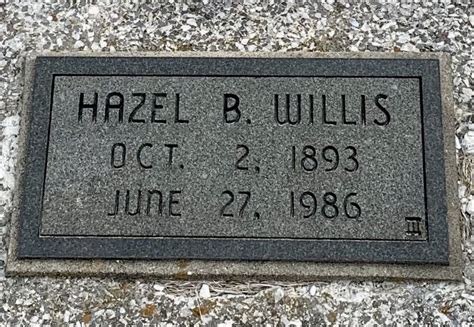 HAZEL B. WILLIS
OCT. 2, 1893
JUNE 27, 1986
III